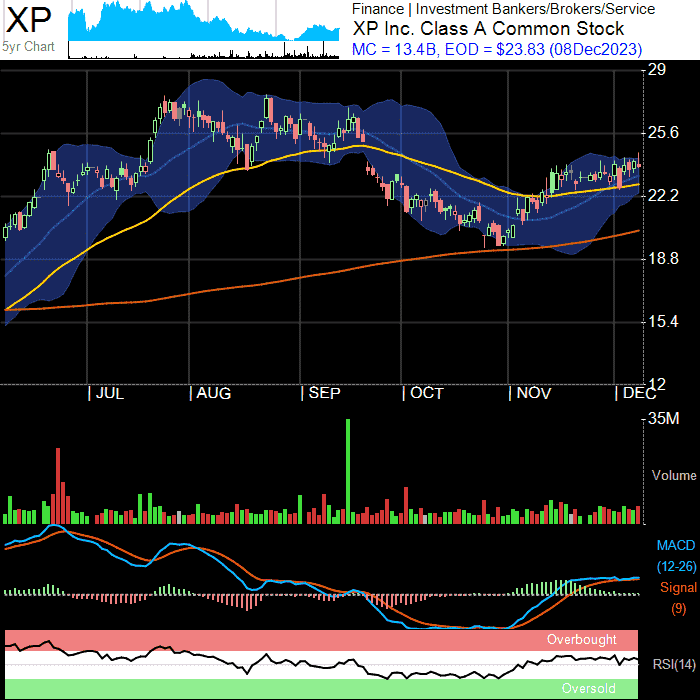 XP
5yr Chart
Finance | Investment Bankers/Brokers/Service
XP Inc. Class A Common Stock
MC = 13.4B, EOD = $23.83 (08Dec2023)
29
25.6
22.2
18.8
15.4
12
JUL AUG SEP OCT NOV DEC
35M
Volume
MACD
(12-26)
Signal
(9)
Overbought
RSI(14)
Oversold